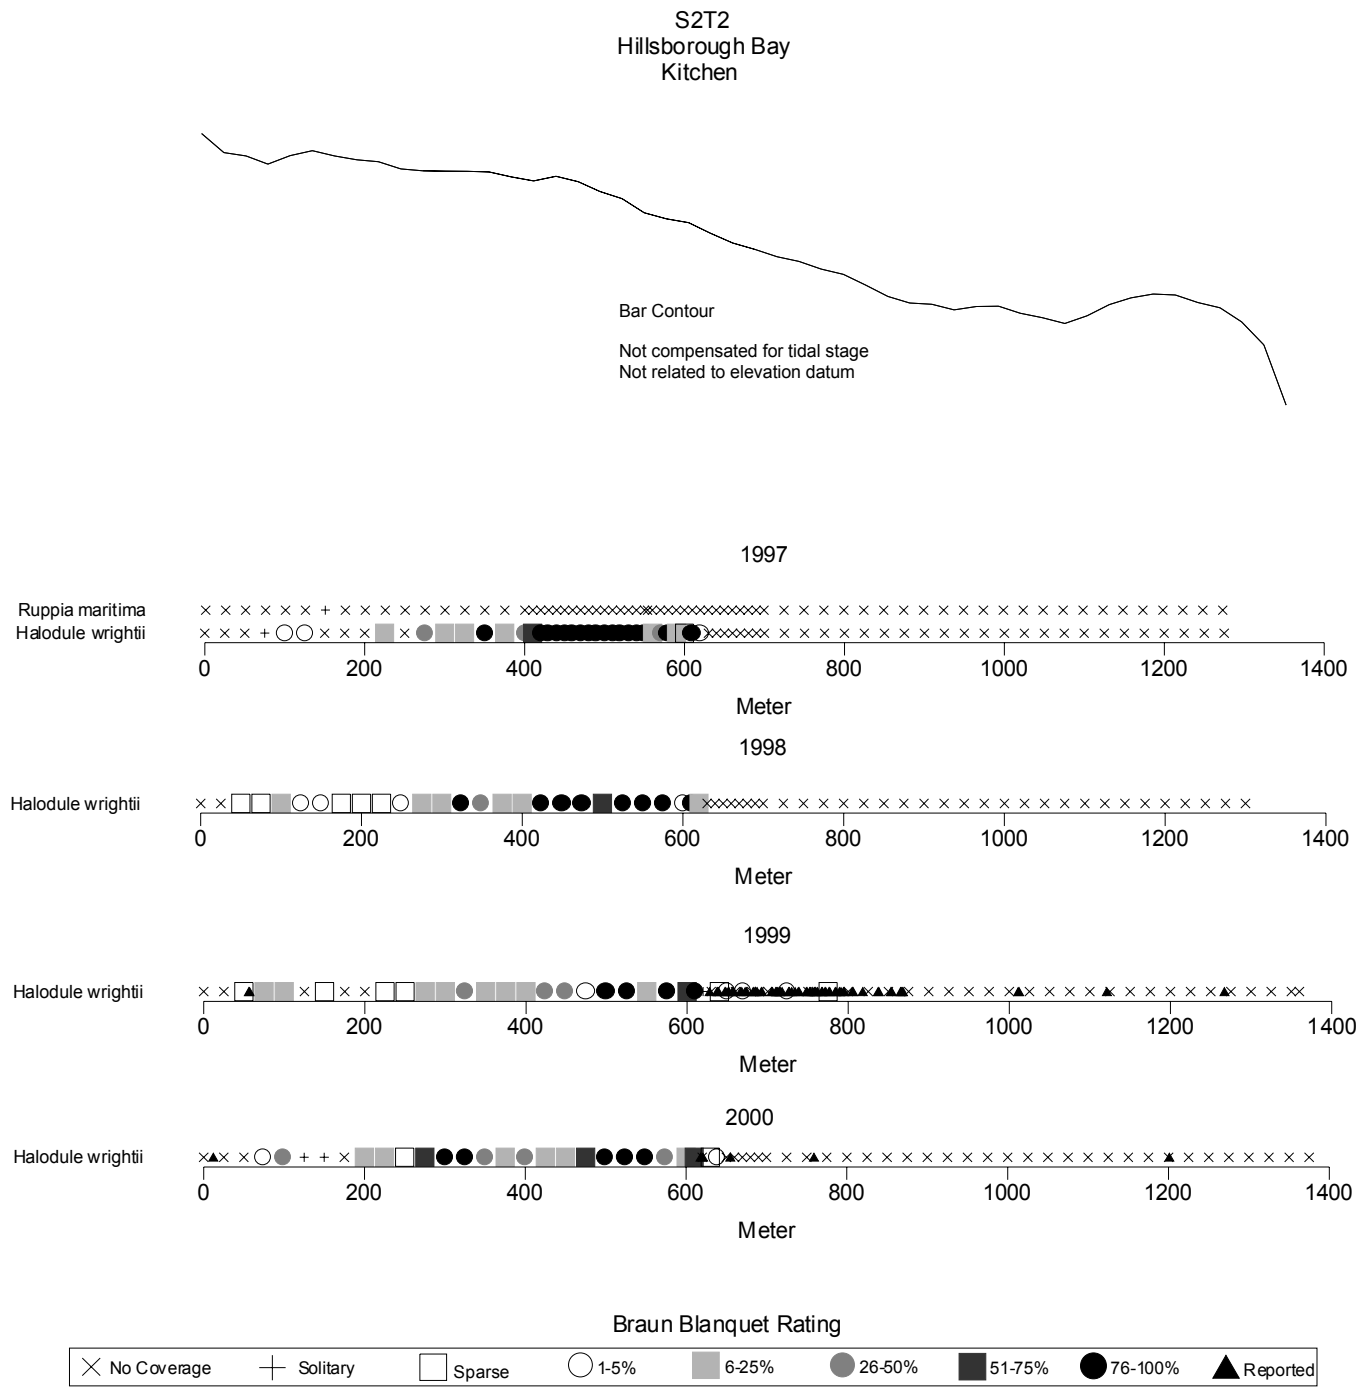 S2T2
Hillsborough Bay
Kitchen
Bar Contour
Not compensated for tidal stage
Not related to elevation datum
1997
Ruppia maritima
Halodule wrightii
0 200 400 600 800 1000 1200 1400
Meter
1998
Halodule wrightii
0 200 400 600 800 1000 1200 1400
Meter
1999
Halodule wrightii
0 200 400 600 800 1000 1200 1400
Meter
2000
Halodule wrightii
0 200 400 600 800 1000 1200 1400
Meter
Braun Blanquet Rating
No Coverage Solitary Sparse 1-5% 6-25% 26-50% 51-75% 76-100% Reported